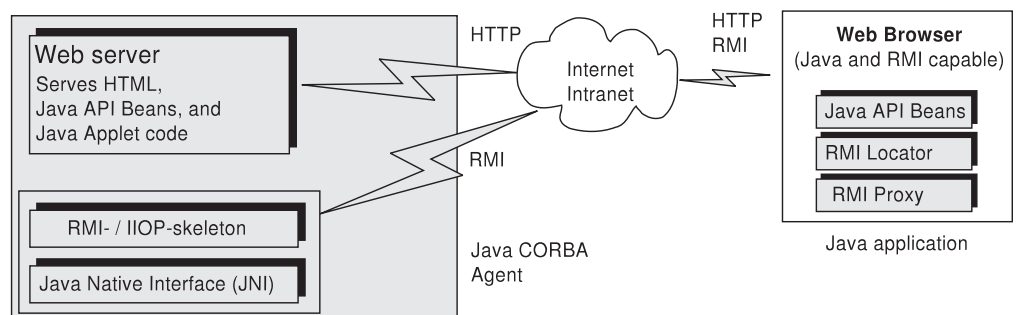 Web server
Serves HTML,
Java API Beans, and
Java Applet code
RMI- / IIOP-skeleton
Java Native Interface (JNI)
HTTP
RMI
Java CORBA
Agent
Internet
Intranet
HTTP
RMI
Web Browser
(Java and RMI capable)
Java API Beans
RMI Locator
RMI Proxy
Java application